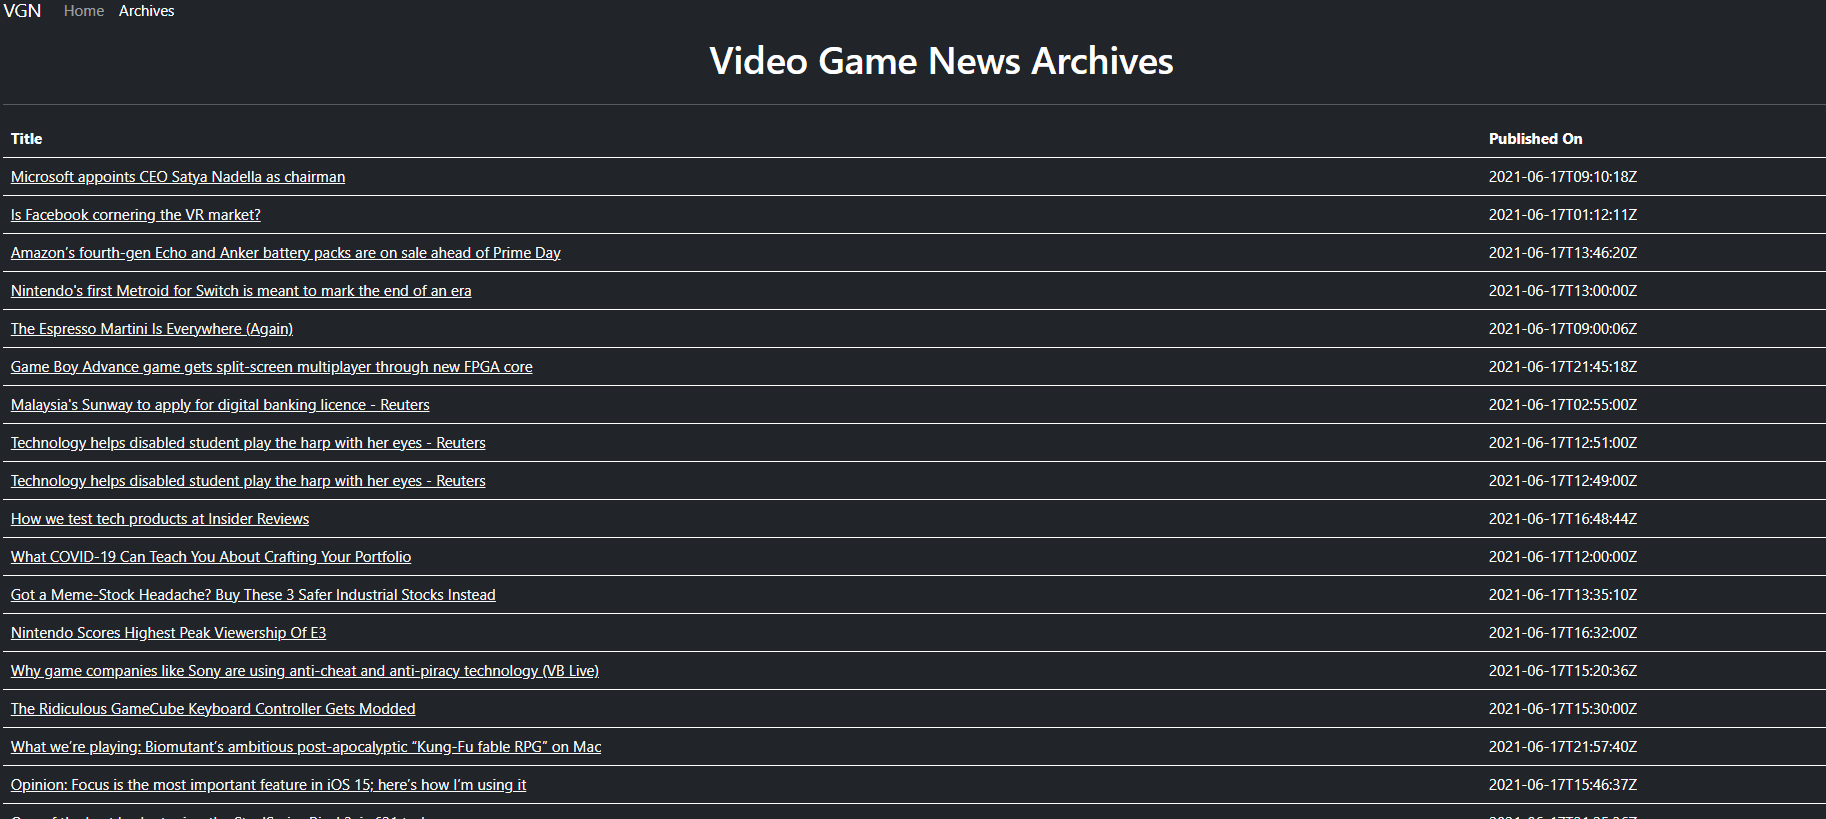 VGN Home Archives
Video Game News Archives
Title Published On
Microsoft appoints CEO Satya Nadella as chairman 2021-06-17T09:10:18Z
Is Facebook cornering the VR market? 2021-06-17T01:12:11Z
Amazon’s fourth-gen Echo and Anker battery packs are on sale ahead of Prime Day 2021-06-17T13:46:20Z
Nintendo's first Metroid for Switch is meant to mark the end of an era 2021-06-17T13:00:00Z
The Espresso Martini Is Everywhere (Again) 2021-06-17T09:00:06Z
Game Boy Advance game gets split-screen multiplayer through new FPGA core 2021-06-17T21:45:18Z
Malaysia's Sunway to apply for digital banking licence - Reuters 2021-06-17T02:55:00Z
Technology helps disabled student play the harp with her eyes - Reuters 2021-06-17T12:51:00Z
Technology helps disabled student play the harp with her eyes - Reuters 2021-06-17T12:49:00Z
How we test tech products at Insider Reviews 2021-06-17T16:48:44Z
What COVID-19 Can Teach You About Crafting Your Portfolio 2021-06-17T12:00:00Z
Got a Meme-Stock Headache? Buy These 3 Safer Industrial Stocks Instead 2021-06-17T13:35:10Z
Nintendo Scores Highest Peak Viewership Of E3 2021-06-17T16:32:00Z
Why game companies like Sony are using anti-cheat and anti-piracy technology (VB Live) 2021-06-17T15:20:36Z
The Ridiculous GameCube Keyboard Controller Gets Modded 2021-06-17T15:30:00Z
What we’re playing: Biomutant’s ambitious post-apocalyptic “Kung-Fu fable RPG” on Mac 2021-06-17T21:57:40Z
Opinion: Focus is the most important feature in iOS 15; here’s how I’m using it 2021-06-17T15:46:37Z